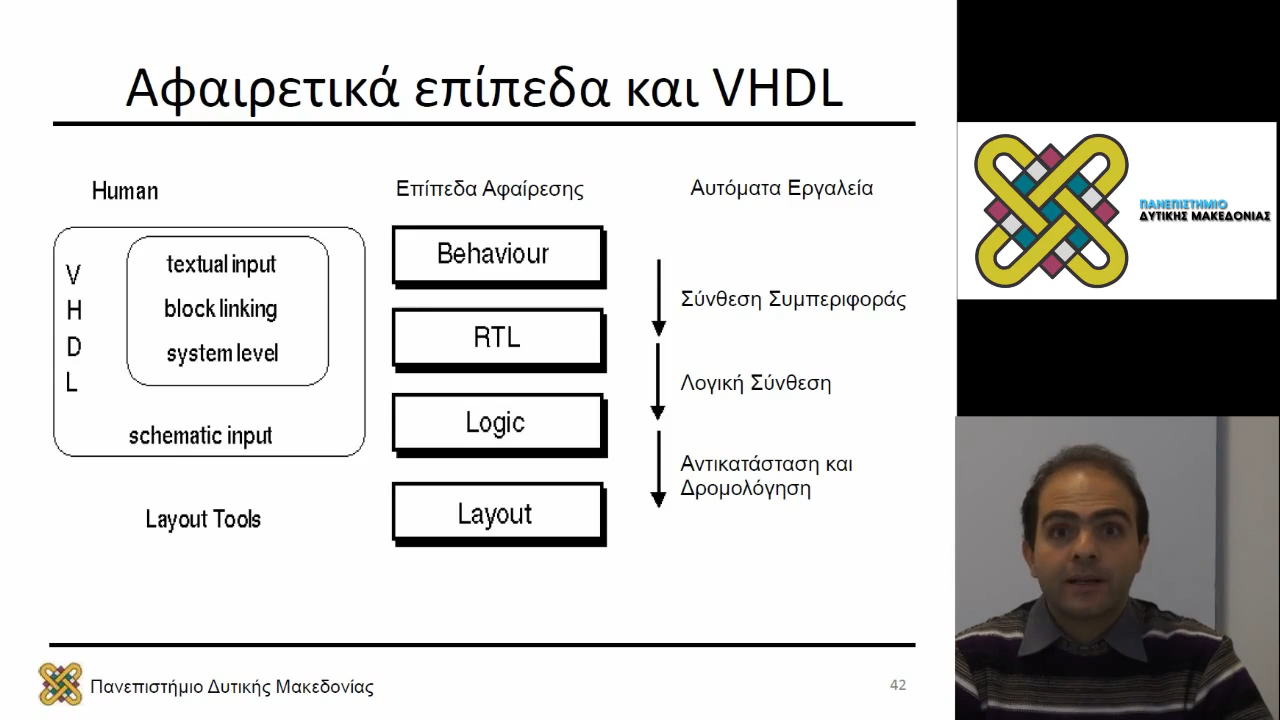 Αφαιρετικά επίπεδα και VHDL
Human
Επίπεδα Αφαίρεσης
Αυτόματα Εργαλεία
V
H
D
L
textual input
block linking
system level
schematic input
Layout Tools
Behaviour
RTL
Logic
Layout
Σύνθεση Συμπεριφοράς
Λογική Σύνθεση
Αντικατάσταση και
Δρομολόγηση
Πανεπιστήμιο Δυτικής Μακεδονίας
42
ΠΑΝΕΠΙΣΤΗΜΙΟ
ΔΥΤΙΚΗΣ ΜΑΚΕΔΟΝΙΑΣ